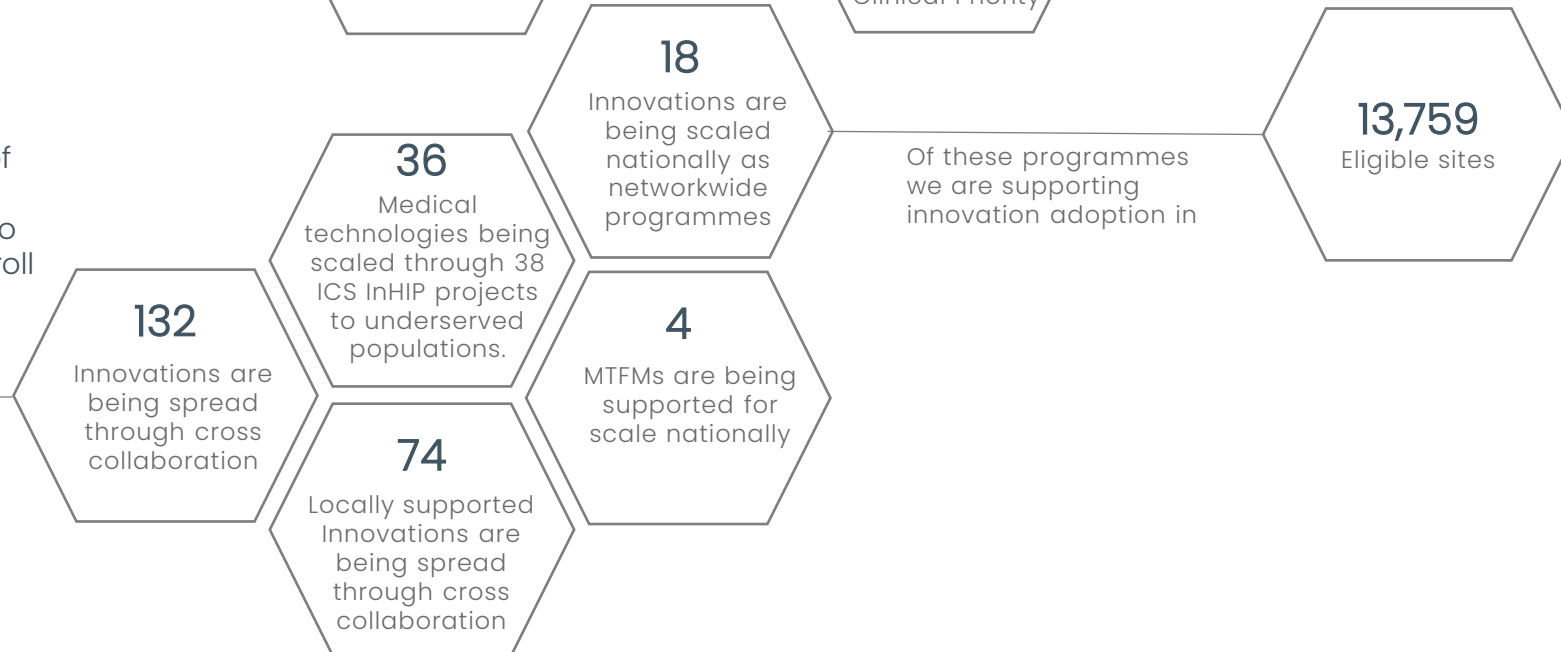 Clinical Priority
18
Innovations are
being scaled
nationally as
networkwide
programmes
13,759
Eligible sites
Of these programmes
we are supporting
innovation adoption in
36
Medical
technologies being
scaled through 38
ICS InHIP projects
to underserved
populations.
132
Innovations are
being spread
through cross
collaboration
4
MTFMs are being
supported for
scale nationally
74
Locally supported
Innovations are
being spread
through cross
collaboration